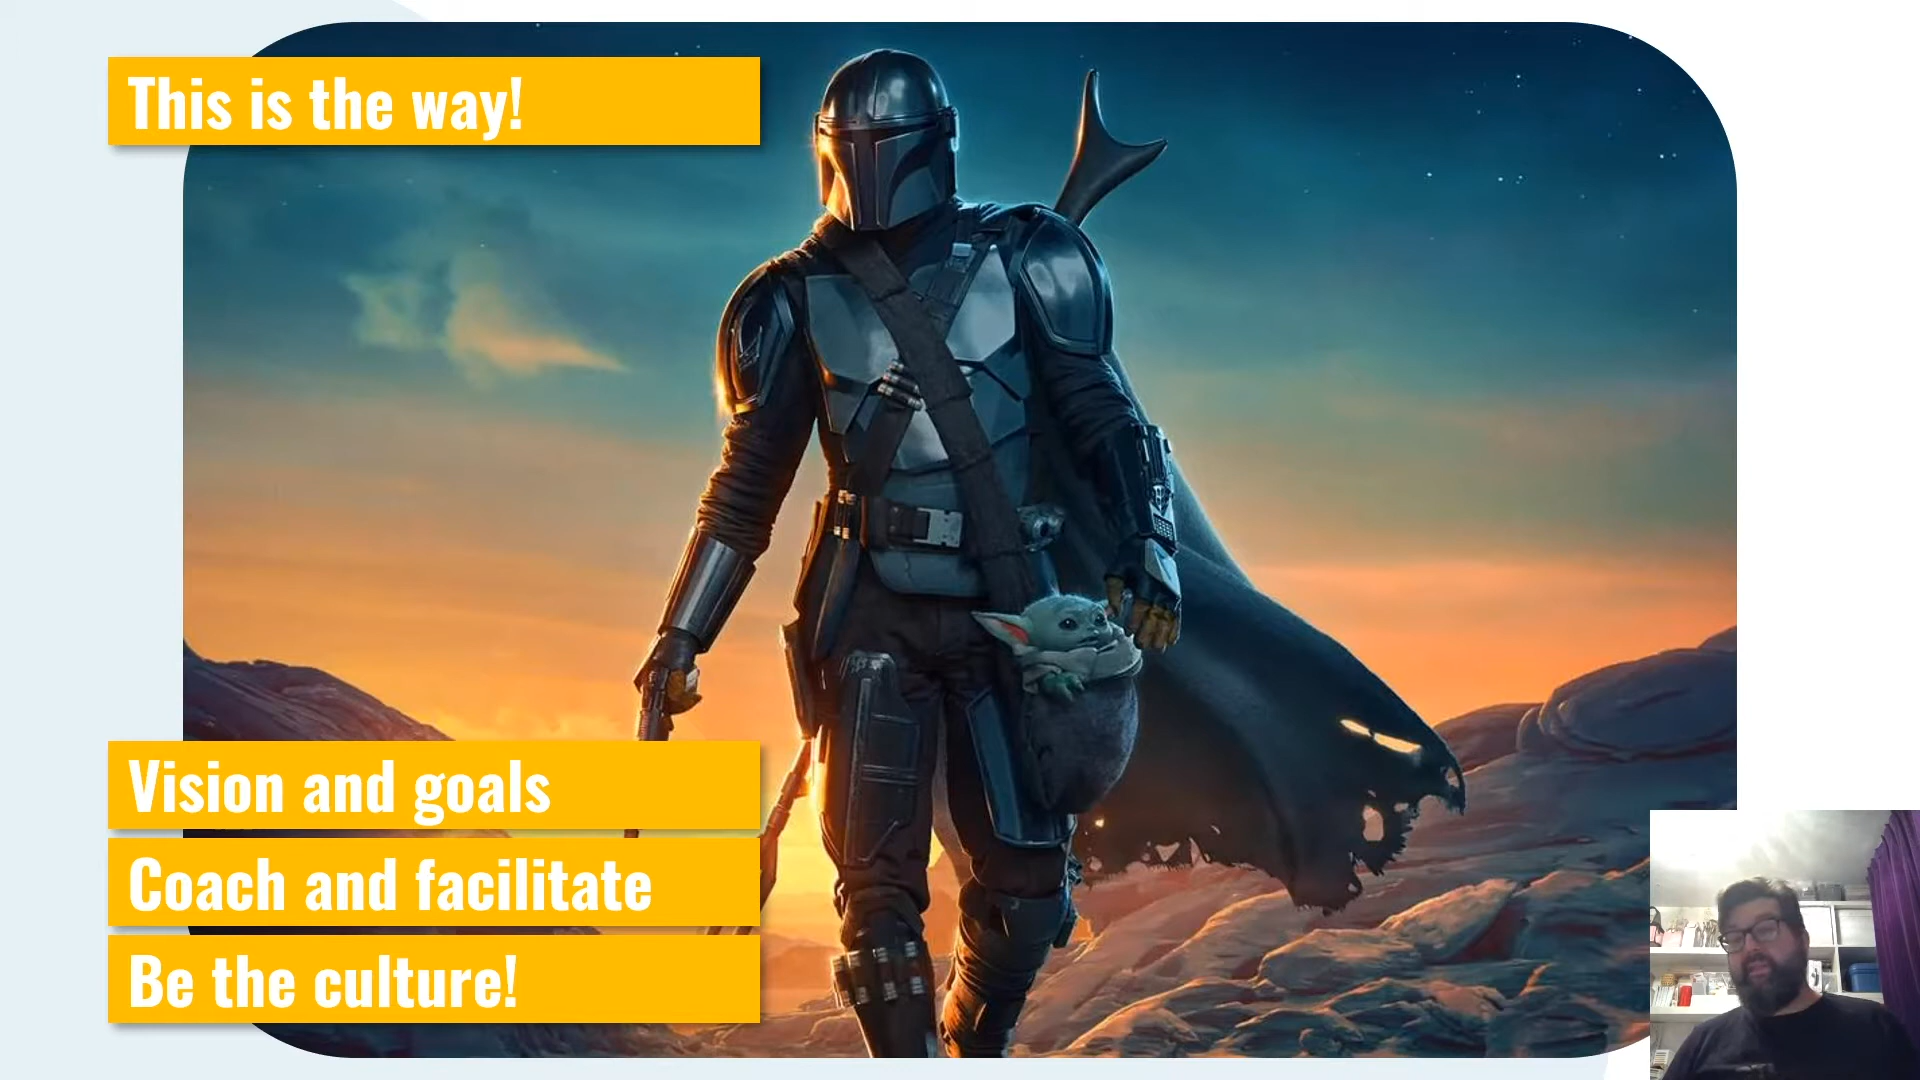 This is the way!
Vision and goals
Coach and facilitate
Be the culture!